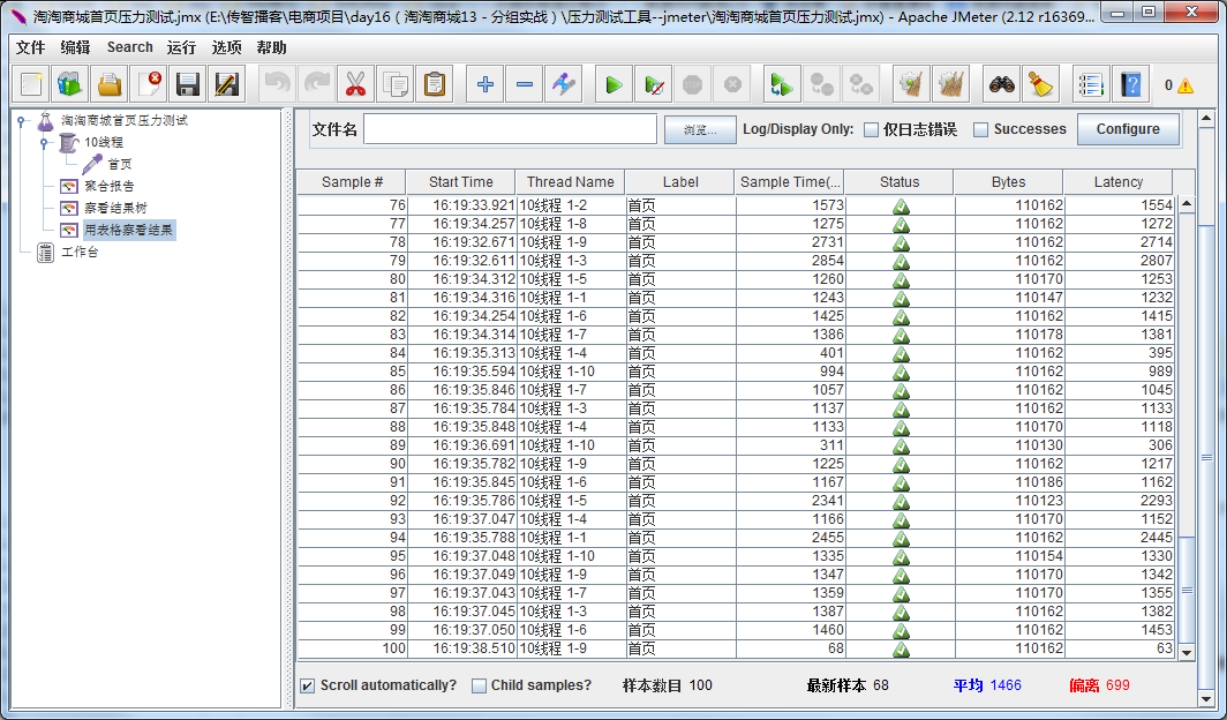 淘淘商城首页压力测试.jmx (E:\传智播客\电商项目\day16（淘淘商城13 - 分组实战）\压力测试工具--jmeter\淘淘商城首页压力测试.jmx) - Apache JMeter (2.12 r16369...
文件 编辑 Search 运行 选项 帮助
0
淘淘商城首页压力测试
10线程
首页
聚合报告
察看结果树
用表格察看结果
工作台
文件名 浏览... Log/Display Only: 仅日志错误 Successes Configure
Sample # Start Time Thread Name Label Sample Time(... Status Bytes Latency
76 16:19:33.921 10线程 1-2 首页 1573 110162 1554
77 16:19:34.257 10线程 1-8 首页 1275 110162 1272
78 16:19:32.671 10线程 1-9 首页 2731 110162 2714
79 16:19:32.611 10线程 1-3 首页 2854 110162 2807
80 16:19:34.312 10线程 1-5 首页 1260 110170 1253
81 16:19:34.316 10线程 1-1 首页 1243 110147 1232
82 16:19:34.254 10线程 1-6 首页 1425 110162 1415
83 16:19:34.314 10线程 1-7 首页 1386 110178 1381
84 16:19:35.313 10线程 1-4 首页 401 110162 395
85 16:19:35.594 10线程 1-10 首页 994 110162 989
86 16:19:35.846 10线程 1-7 首页 1057 110162 1045
87 16:19:35.784 10线程 1-3 首页 1137 110162 1133
88 16:19:35.848 10线程 1-4 首页 1133 110170 1118
89 16:19:36.691 10线程 1-10 首页 311 110130 306
90 16:19:35.782 10线程 1-9 首页 1225 110162 1217
91 16:19:35.845 10线程 1-6 首页 1167 110186 1162
92 16:19:35.786 10线程 1-5 首页 2341 110123 2293
93 16:19:37.047 10线程 1-4 首页 1166 110170 1152
94 16:19:35.788 10线程 1-1 首页 2455 110162 2445
95 16:19:37.048 10线程 1-10 首页 1335 110154 1330
96 16:19:37.049 10线程 1-9 首页 1347 110170 1342
97 16:19:37.043 10线程 1-7 首页 1359 110170 1355
98 16:19:37.045 10线程 1-3 首页 1387 110162 1382
99 16:19:37.050 10线程 1-6 首页 1460 110162 1453
100 16:19:38.510 10线程 1-9 首页 68 110162 63
Scroll automatically? Child samples? 样本数目 100 最新样本 68 平均 1466 偏离 699